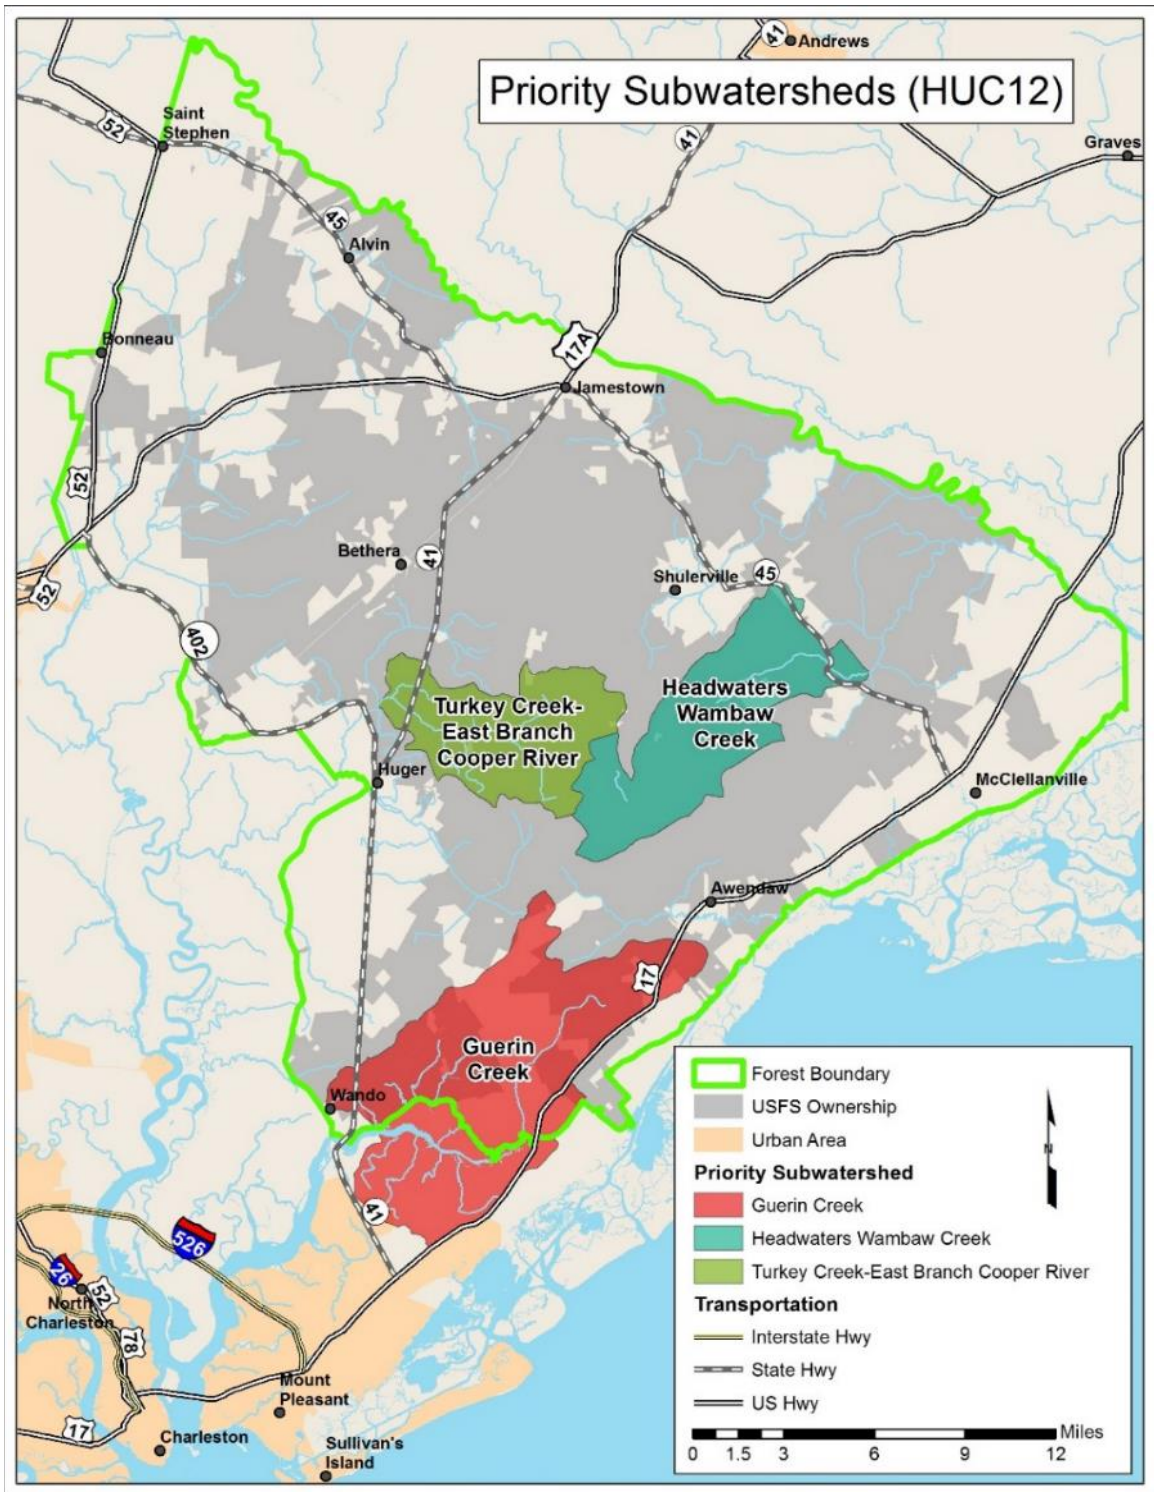 41
Andrews
Priority Subwatersheds (HUC12)
Saint
Stephen
52
41
Graves
45
Alvin
Bonneau
17A
Jamestown
52
Bethera
41
Shulerville
45
52
402
Headwaters
Wambaw
Creek
Turkey Creek-
East Branch
Cooper River
Huger
McClellanville
Awendaw
17
Guerin
Creek
Wando
41
526
26
52
North
Charleston
78
Mount
Pleasant
17
Charleston
Sullivan's
Island
Forest Boundary
USFS Ownership
Urban Area
N
Priority Subwatershed
Guerin Creek
Headwaters Wambaw Creek
Turkey Creek-East Branch Cooper River
Transportation
Interstate Hwy
State Hwy
US Hwy
Miles
0 1.5 3 6 9 12